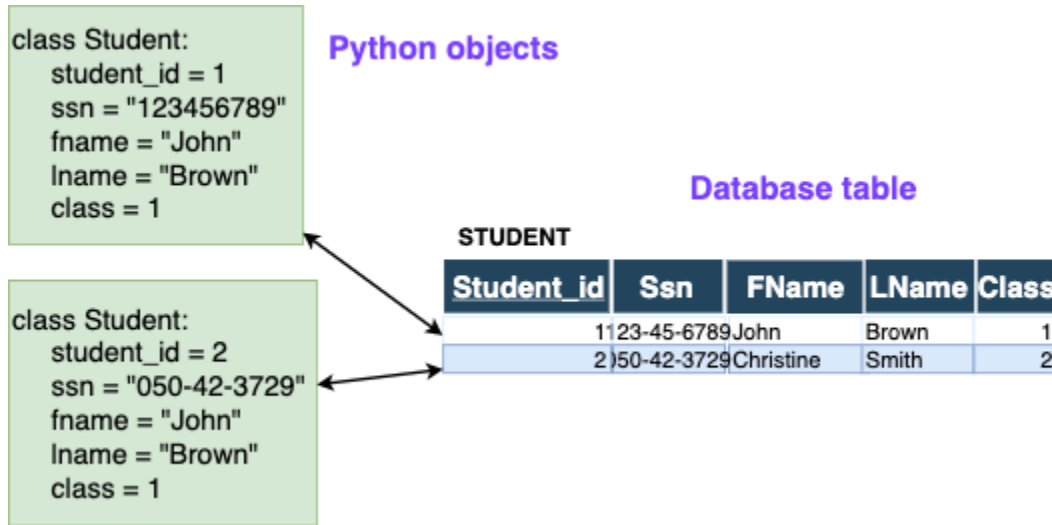 class Student:
student_id = 1
ssn = "123456789"
fname = "John"
lname = "Brown"
class = 1
Python objects
Database table
STUDENT
Student_id Ssn FName LName Class
1 123-45-6789 John Brown 1
2 050-42-3729 Christine Smith 2
class Student:
student_id = 2
ssn = "050-42-3729"
fname = "John"
lname = "Brown"
class = 1